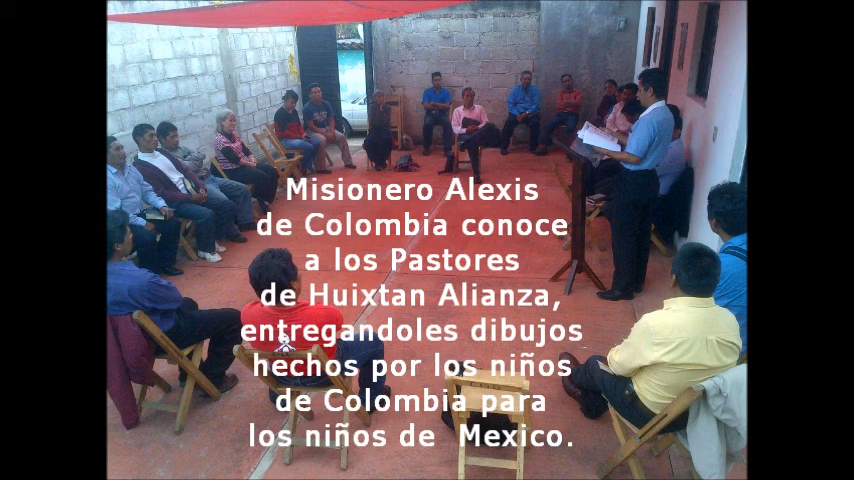 Misionero Alexis
de Colombia conoce
a los Pastores
de Huixtan Alianza,
entregandoles dibujos
hechos por los niños
de Colombia para
los niños de Mexico.